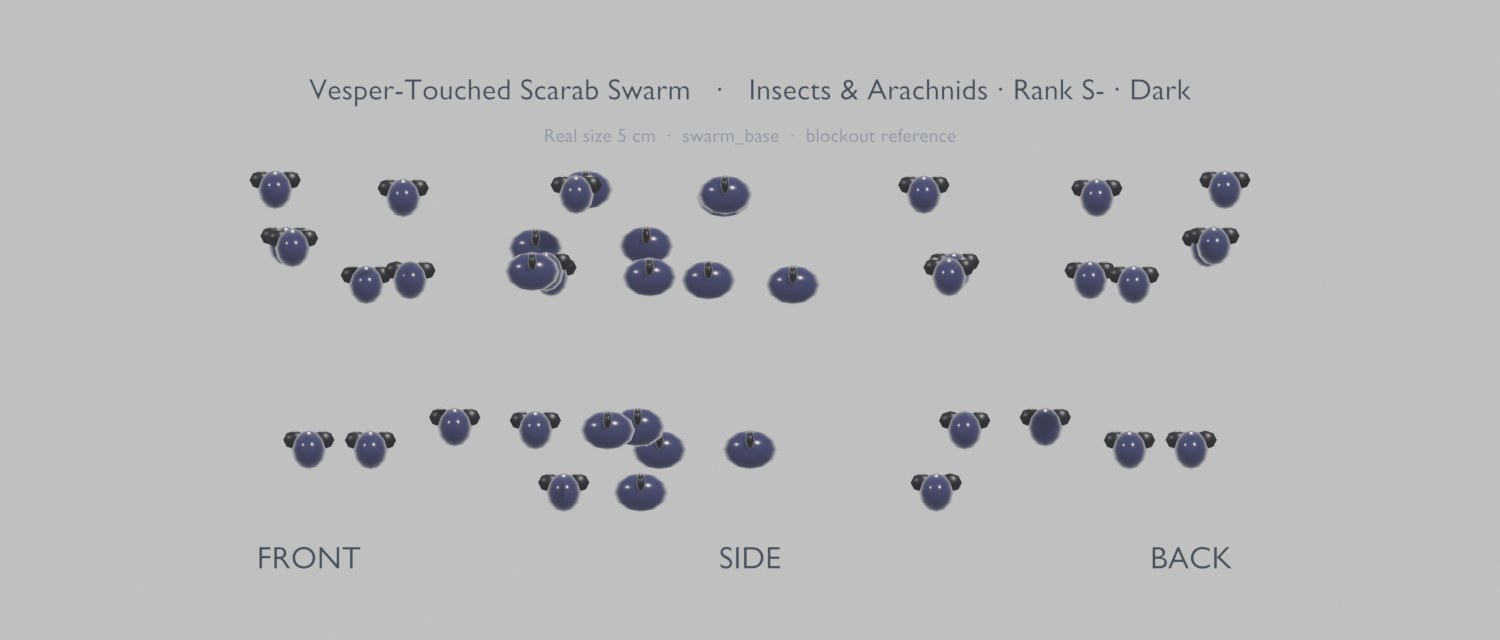 Vesper-Touched Scarab Swarm · Insects & Arachnids · Rank S- · Dark
Real size 5 cm · swarm_base · blockout reference
FRONT SIDE BACK